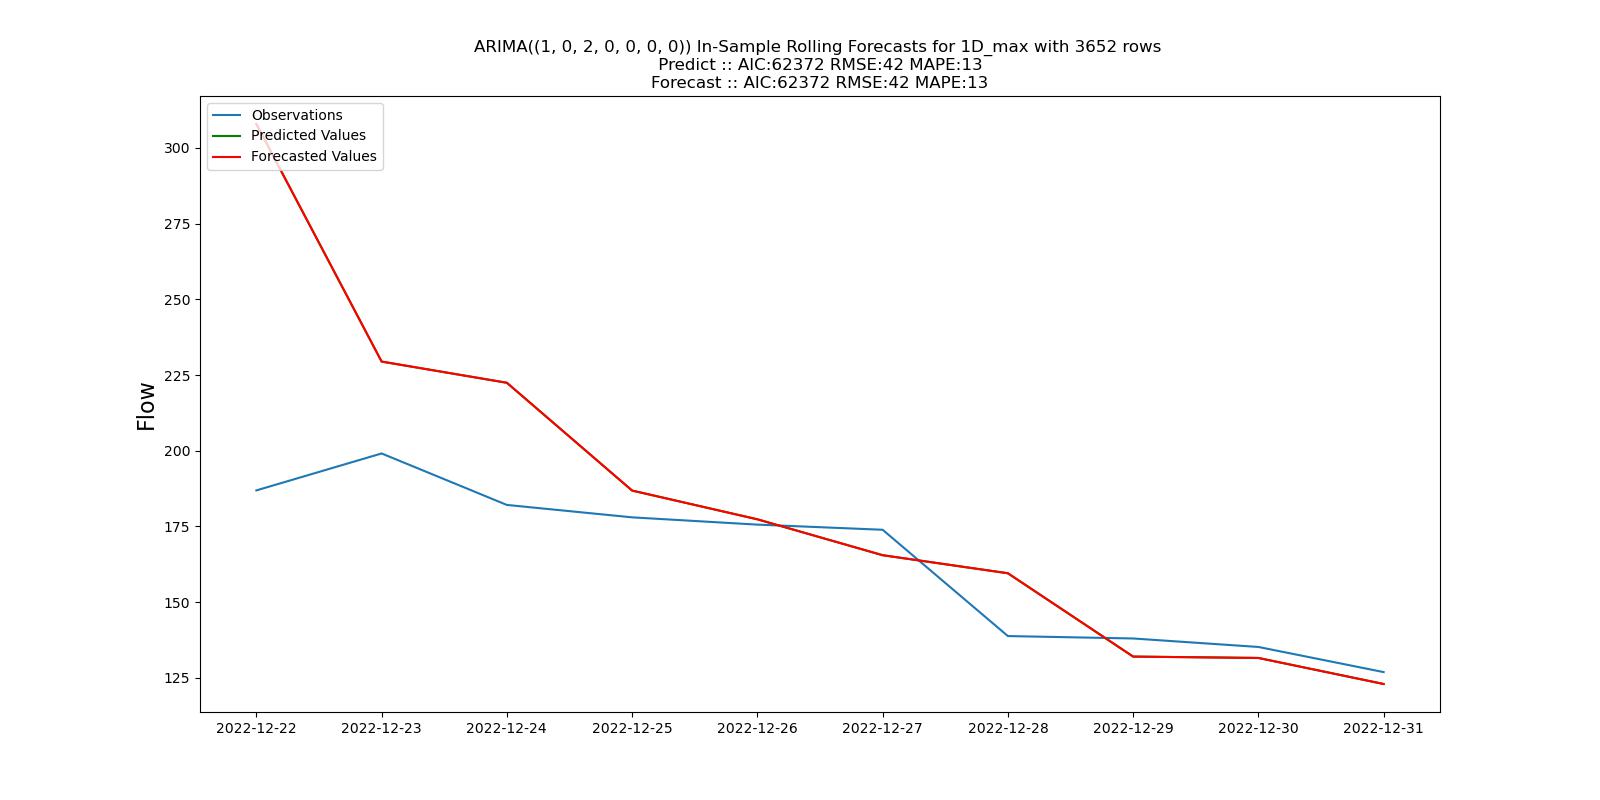 ARIMA((1, 0, 2, 0, 0, 0, 0)) In-Sample Rolling Forecasts for 1D_max with 3652 rows
Predict :: AIC:62372 RMSE:42 MAPE:13
Forecast :: AIC:62372 RMSE:42 MAPE:13
Observations
Predicted Values
Forecasted Values
Flow
300
275
250
225
200
175
150
125
2022-12-22 2022-12-23 2022-12-24 2022-12-25 2022-12-26 2022-12-27 2022-12-28 2022-12-29 2022-12-30 2022-12-31